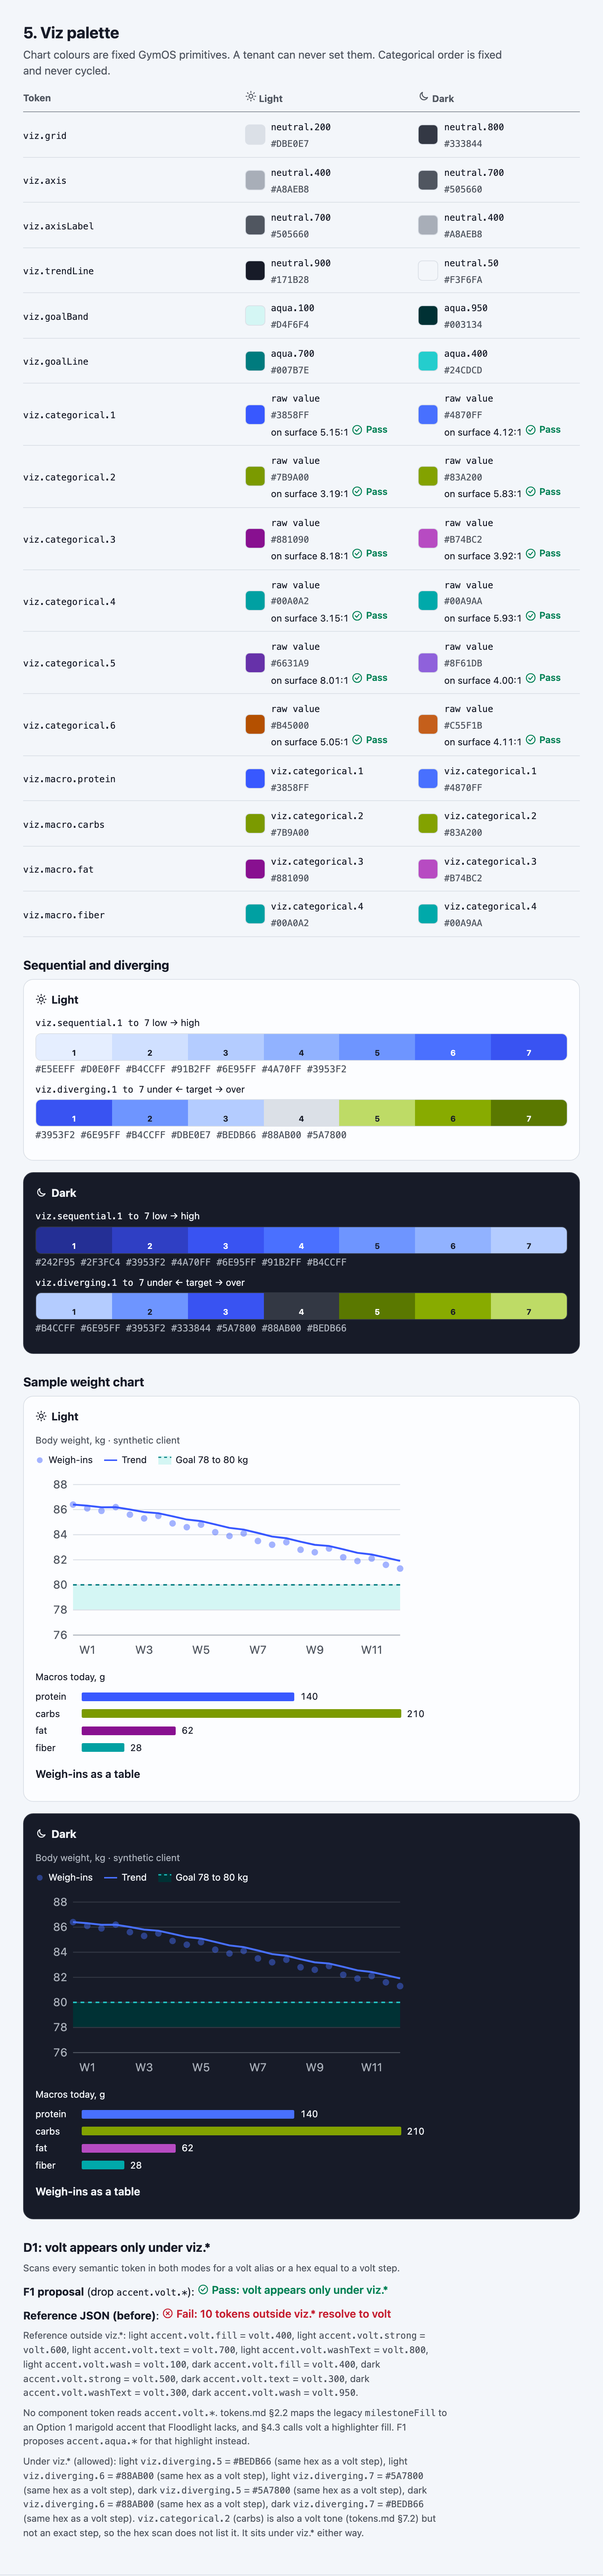 5. Viz palette
Chart colours are fixed GymOS primitives. A tenant can never set them. Categorical order is fixed
and never cycled.
Token Light Dark
viz.grid neutral.200 #DBE0E7 neutral.800 #333844
viz.axis neutral.400 #A8AEB8 neutral.700 #505660
viz.axisLabel neutral.700 #505660 neutral.400 #A8AEB8
viz.trendLine neutral.900 #171B28 neutral.50 #F3F6FA
viz.goalBand aqua.100 #D4F6F4 aqua.950 #003134
viz.goalLine aqua.700 #007B7E aqua.400 #24CDCD
viz.categorical.1 raw value #3858FF on surface 5.15:1 Pass raw value #4870FF on surface 4.12:1 Pass
viz.categorical.2 raw value #7B9A00 on surface 3.19:1 Pass raw value #83A200 on surface 5.83:1 Pass
viz.categorical.3 raw value #881090 on surface 8.18:1 Pass raw value #B74BC2 on surface 3.92:1 Pass
viz.categorical.4 raw value #00A0A2 on surface 3.15:1 Pass raw value #00A9AA on surface 5.93:1 Pass
viz.categorical.5 raw value #6631A9 on surface 8.01:1 Pass raw value #8F61DB on surface 4.00:1 Pass
viz.categorical.6 raw value #B45000 on surface 5.05:1 Pass raw value #C55F1B on surface 4.11:1 Pass
viz.macro.protein viz.categorical.1 #3858FF viz.categorical.1 #4870FF
viz.macro.carbs viz.categorical.2 #7B9A00 viz.categorical.2 #83A200
viz.macro.fat viz.categorical.3 #881090 viz.categorical.3 #B74BC2
viz.macro.fiber viz.categorical.4 #00A0A2 viz.categorical.4 #00A9AA
Sequential and diverging
Light
viz.sequential.1 to 7 low → high
1 2 3 4 5 6 7
#E5EEFF #D0E0FF #B4CCFF #91B2FF #6E95FF #4A70FF #3953F2
viz.diverging.1 to 7 under ← target → over
1 2 3 4 5 6 7
#3953F2 #6E95FF #B4CCFF #DBE0E7 #BEDB66 #88AB00 #5A7800
Dark
viz.sequential.1 to 7 low → high
1 2 3 4 5 6 7
#242F95 #2F3FC4 #3953F2 #4A70FF #6E95FF #91B2FF #B4CCFF
viz.diverging.1 to 7 under ← target → over
1 2 3 4 5 6 7
#B4CCFF #6E95FF #3953F2 #333844 #5A7800 #88AB00 #BEDB66
Sample weight chart
Light
Body weight, kg · synthetic client
Weigh-ins Trend Goal 78 to 80 kg
88
86
84
82
80
78
76
W1 W3 W5 W7 W9 W11
Macros today, g
protein 140
carbs 210
fat 62
fiber 28
Weigh-ins as a table
Dark
Body weight, kg · synthetic client
Weigh-ins Trend Goal 78 to 80 kg
88
86
84
82
80
78
76
W1 W3 W5 W7 W9 W11
Macros today, g
protein 140
carbs 210
fat 62
fiber 28
Weigh-ins as a table
D1: volt appears only under viz.*
Scans every semantic token in both modes for a volt alias or a hex equal to a volt step.
F1 proposal (drop accent.volt.*): Pass: volt appears only under viz.*
Reference JSON (before): Fail: 10 tokens outside viz.* resolve to volt
Reference outside viz.*: light accent.volt.fill = volt.400, light accent.volt.strong =
volt.600, light accent.volt.text = volt.700, light accent.volt.washText = volt.800,
light accent.volt.wash = volt.100, dark accent.volt.fill = volt.400, dark
accent.volt.strong = volt.500, dark accent.volt.text = volt.300, dark
accent.volt.washText = volt.300, dark accent.volt.wash = volt.950.
No component token reads accent.volt.*. tokens.md §2.2 maps the legacy milestoneFill to
an Option 1 marigold accent that Floodlight lacks, and §4.3 calls volt a highlighter fill. F1
proposes accent.aqua.* for that highlight instead.
Under viz.* (allowed): light viz.diverging.5 = #BEDB66 (same hex as a volt step), light
viz.diverging.6 = #88AB00 (same hex as a volt step), light viz.diverging.7 = #5A7800
(same hex as a volt step), dark viz.diverging.5 = #5A7800 (same hex as a volt step), dark
viz.diverging.6 = #88AB00 (same hex as a volt step), dark viz.diverging.7 = #BEDB66
(same hex as a volt step). viz.categorical.2 (carbs) is also a volt tone (tokens.md §7.2) but
not an exact step, so the hex scan does not list it. It sits under viz.* either way.